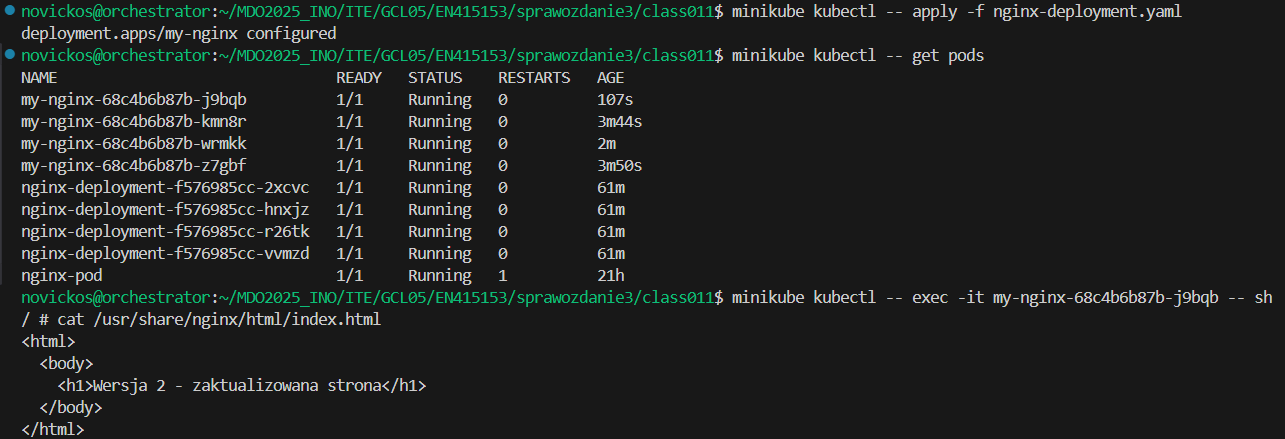 novickos@orchestrator:~/MDO2025_INO/ITE/GCL05/EN415153/sprawozdanie3/class011$ minikube kubectl -- apply -f nginx-deployment.yaml
deployment.apps/my-nginx configured
novickos@orchestrator:~/MDO2025_INO/ITE/GCL05/EN415153/sprawozdanie3/class011$ minikube kubectl -- get pods
NAME READY STATUS RESTARTS AGE
my-nginx-68c4b6b87b-j9bqb 1/1 Running 0 107s
my-nginx-68c4b6b87b-kmn8r 1/1 Running 0 3m44s
my-nginx-68c4b6b87b-wrmkk 1/1 Running 0 2m
my-nginx-68c4b6b87b-z7gbf 1/1 Running 0 3m50s
nginx-deployment-f576985cc-2xcvc 1/1 Running 0 61m
nginx-deployment-f576985cc-hnxjz 1/1 Running 0 61m
nginx-deployment-f576985cc-r26tk 1/1 Running 0 61m
nginx-deployment-f576985cc-vvmzd 1/1 Running 0 61m
nginx-pod 1/1 Running 1 21h
novickos@orchestrator:~/MDO2025_INO/ITE/GCL05/EN415153/sprawozdanie3/class011$ minikube kubectl -- exec -it my-nginx-68c4b6b87b-j9bqb -- sh
/ # cat /usr/share/nginx/html/index.html
<html>
  <body>
    <h1>Wersja 2 - zaktualizowana strona</h1>
  </body>
</html>